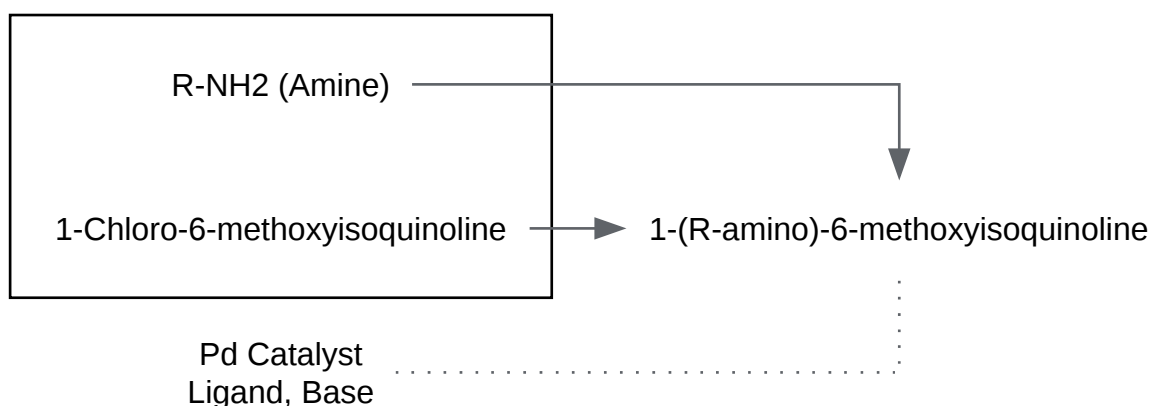 R-NH2 (Amine)
1-Chloro-6-methoxyisoquinoline
1-(R-amino)-6-methoxyisoquinoline
Pd Catalyst
Ligand, Base